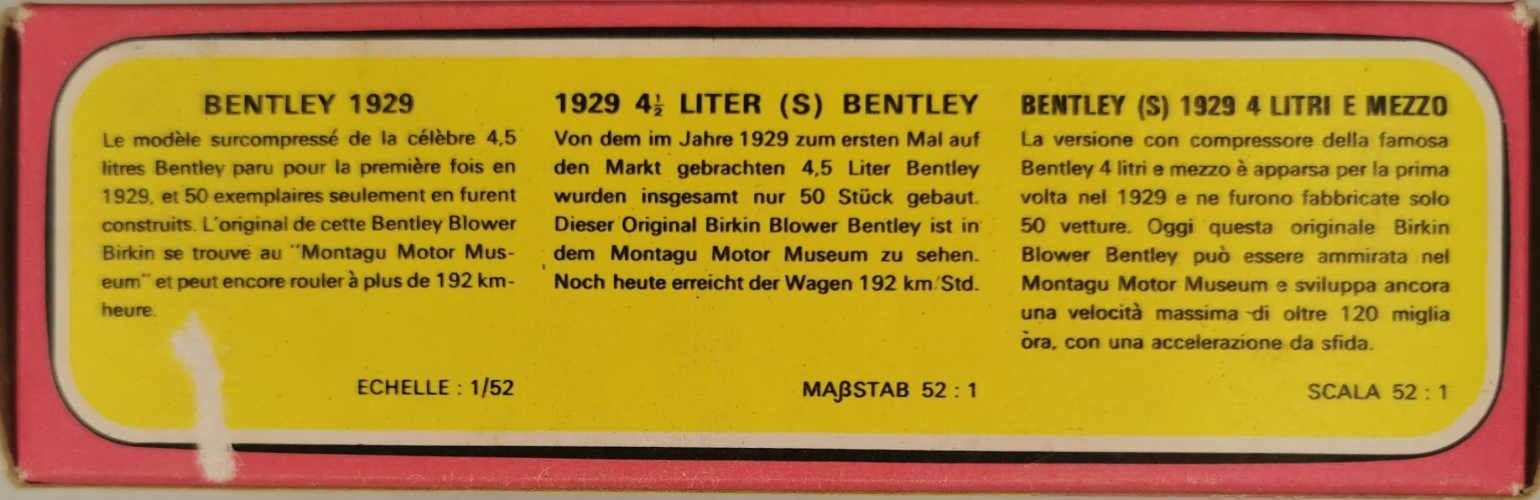 BENTLEY 1929
Le modèle surcompressé de la célèbre 4,5
litres Bentley paru pour la première fois en
1929, et 50 exemplaires seulement en furent
construits. L'original de cette Bentley Blower
Birkin se trouve au "Montagu Motor Mus-
eum" et peut encore rouler à plus de 192 km-
heure.
ECHELLE : 1/52
1929 4½ LITER (S) BENTLEY
Von dem im Jahre 1929 zum ersten Mal auf
den Markt gebrachten 4,5 Liter Bentley
wurden insgesamt nur 50 Stück gebaut.
Dieser Original Birkin Blower Bentley ist in
dem Montagu Motor Museum zu sehen.
Noch heute erreicht der Wagen 192 km/Std.
MAßSTAB 52 : 1
BENTLEY (S) 1929 4 LITRI E MEZZO
La versione con compressore della famosa
Bentley 4 litri e mezzo è apparsa per la prima
volta nel 1929 e ne furono fabbricate solo
50 vetture. Oggi questa originale Birkin
Blower Bentley può essere ammirata nel
Montagu Motor Museum e sviluppa ancora
una velocità massima di oltre 120 miglia
òra, con una accelerazione da sfida.
SCALA 52 : 1